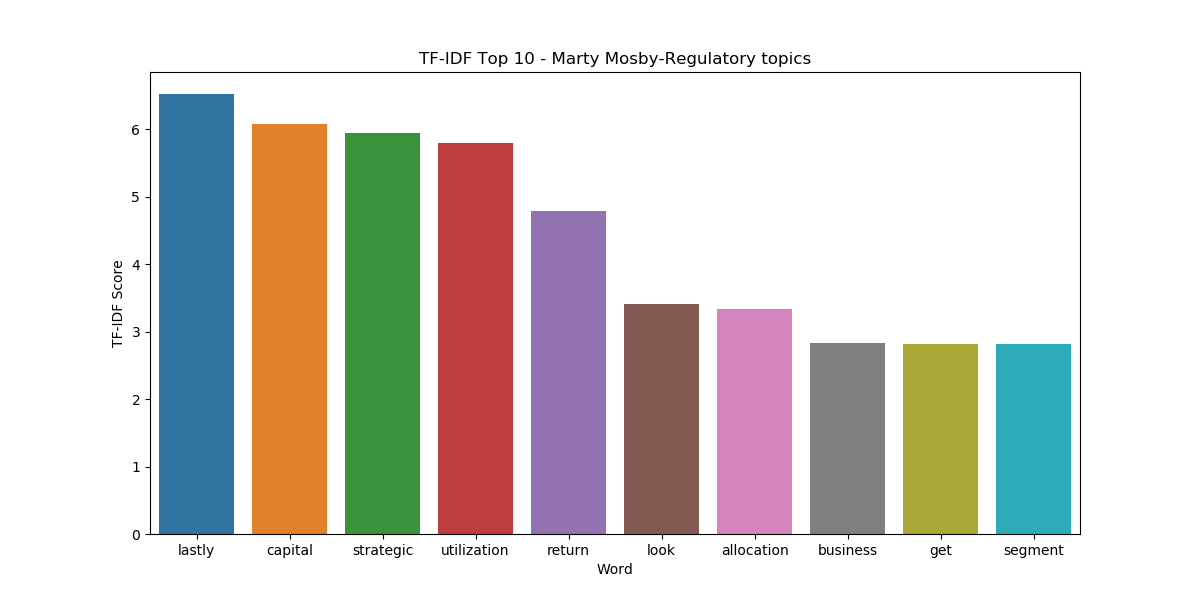 TF-IDF Top 10 - Marty Mosby-Regulatory topics
TF-IDF Score
6
5
4
3
2
1
0
lastly capital strategic utilization return look allocation business get segment
Word